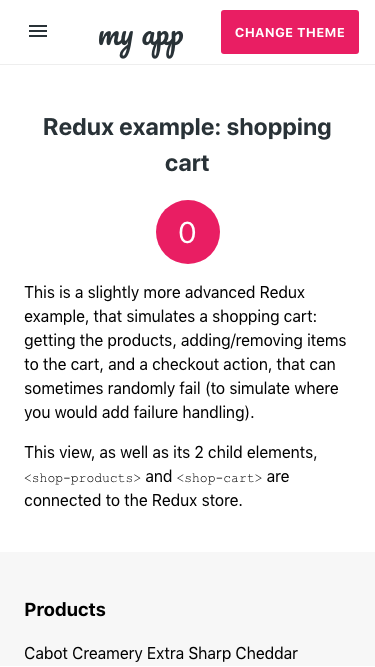 my app
CHANGE THEME
Redux example: shopping
cart
0
This is a slightly more advanced Redux
example, that simulates a shopping cart:
getting the products, adding/removing items
to the cart, and a checkout action, that can
sometimes randomly fail (to simulate where
you would add failure handling).
This view, as well as its 2 child elements,
<shop-products> and <shop-cart> are
connected to the Redux store.
Products
Cabot Creamery Extra Sharp Cheddar